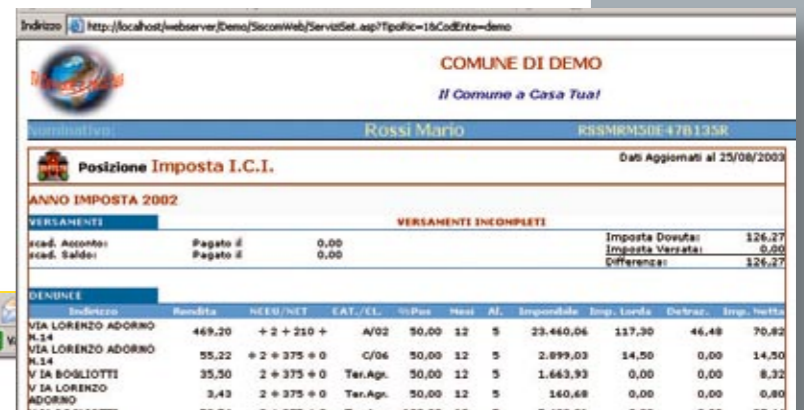 Indirizzo http://localhost/webserver/Demo/SiscomWeb/ServiziSet.asp?TipoRic=1&CodEnte=demo
COMUNE DI DEMO
Il Comune a Casa Tua!
Nominativo: Rossi Mario RSSMRM50E47B135R
Posizione Imposta I.C.I. Dati Aggiornati al 25/08/2003
ANNO IMPOSTA 2002
VERSAMENTI VERSAMENTI INCOMPLETI
scad. Acconto: Pagato il 0,00 Imposta Dovuta: 126,27
scad. Saldo: Pagato il 0,00 Imposta Versata: 0,00
Differenza: 126,27
DENUNCE
Indirizzo Rendita NCEU/NCT CAT./CL. %Pos Mesi Al. Imponibile Imp. Lorda Detraz. Imp. Netta
VIA LORENZO ADORNO N.14 469,20 + 2 + 210 + A/02 50,00 12 5 23.460,06 117,30 46,48 70,82
VIA LORENZO ADORNO N.14 55,22 + 2 + 375 + 0 C/06 50,00 12 5 2.899,03 14,50 0,00 14,50
V IA BOGLIOTTI 35,50 2 + 375 + 0 Ter.Agr. 50,00 12 5 1.663,93 0,00 0,00 8,32
V IA LORENZO ADORNO 3,43 2 + 375 + 0 Ter.Agr. 50,00 12 5 160,68 0,00 0,00 0,80